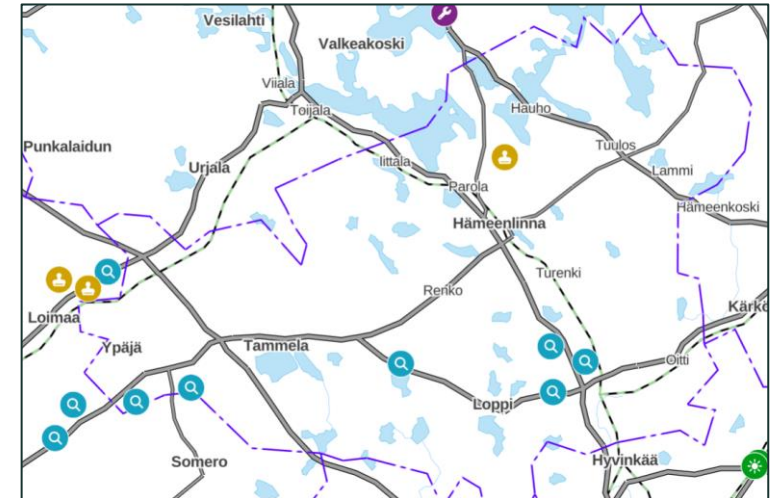 Vesilahti
Valkeakoski
Viiala
Toijala
Hauho
Punkalaidun
Tuulos
Iittala
Urjala
Lammi
Parola
Hämeenkoski
Hämeenlinna
Turenki
Renko
Kärkö
Loimaa
Ypäjä
Tammela
Oitti
Loppi
Somero
Hyvinkää